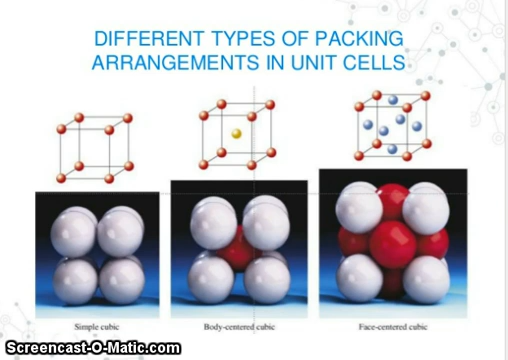 DIFFERENT TYPES OF PACKING
ARRANGEMENTS IN UNIT CELLS
Simple cubic
Body-centered cubic
Face-centered cubic
Screencast-O-Matic.com